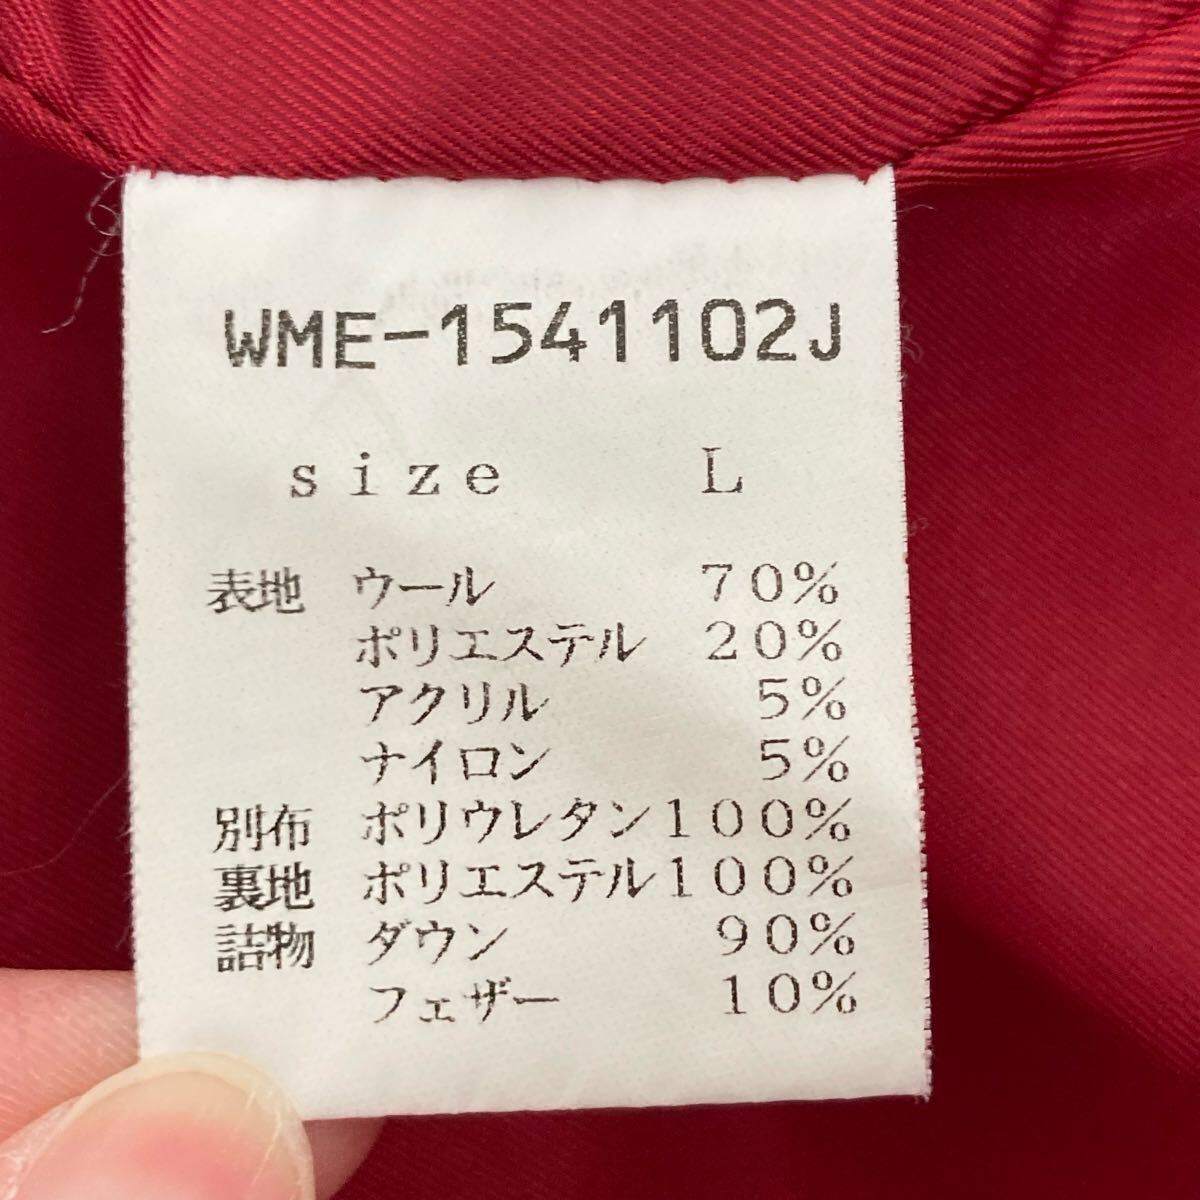 WME-1541102J
size L
表地 ウール 70%
ポリエステル 20%
アクリル 5%
ナイロン 5%
別布 ポリウレタン100%
裏地 ポリエステル100%
詰物 ダウン 90%
フェザー 10%